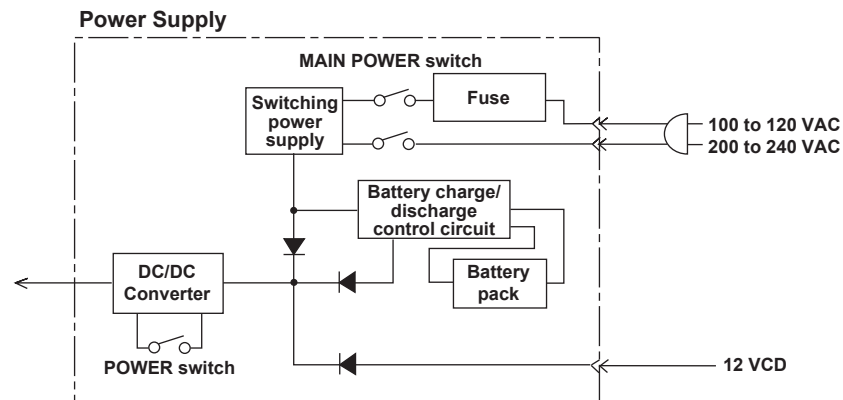 Power Supply
MAIN POWER switch
Switching
power
supply
Fuse
100 to 120 VAC
200 to 240 VAC
Battery charge/
discharge
control circuit
DC/DC
Converter
Battery
pack
POWER switch
12 VCD